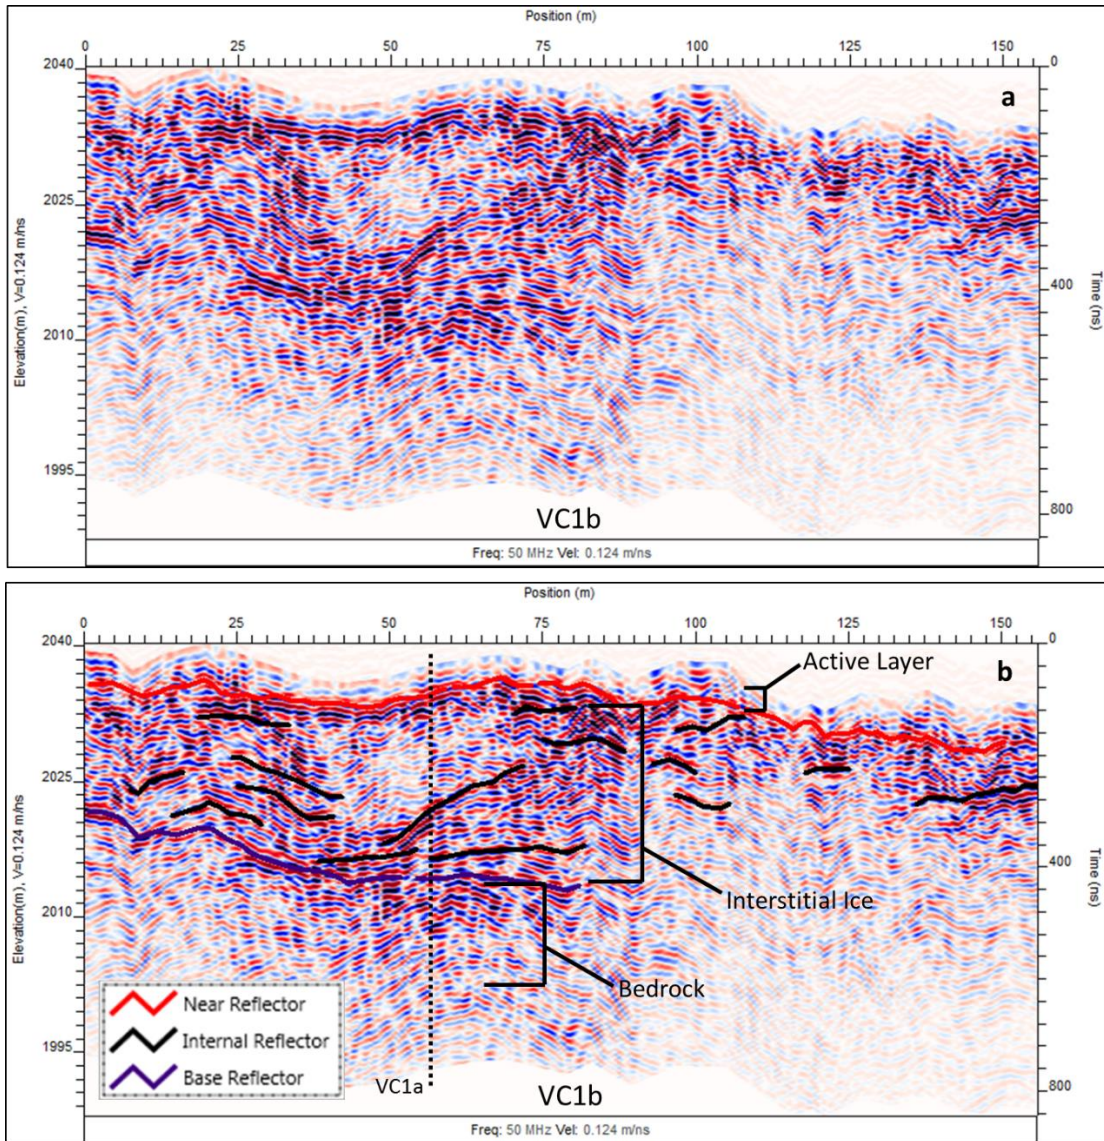 Position (m)
0 25 50 75 100 125 150
a
2040
2025
2010
1995
Elevation(m), V=0.124 m/ns
0
400
800
Time (ns)
VC1b
Freq: 50 MHz Vel: 0.124 m/ns
Position (m)
0 25 50 75 100 125 150
b
2040
2025
2010
1995
Elevation(m), V=0.124 m/ns
0
400
800
Time (ns)
Active Layer
Interstitial Ice
Bedrock
Near Reflector
Internal Reflector
Base Reflector
VC1a
VC1b
Freq: 50 MHz Vel: 0.124 m/ns